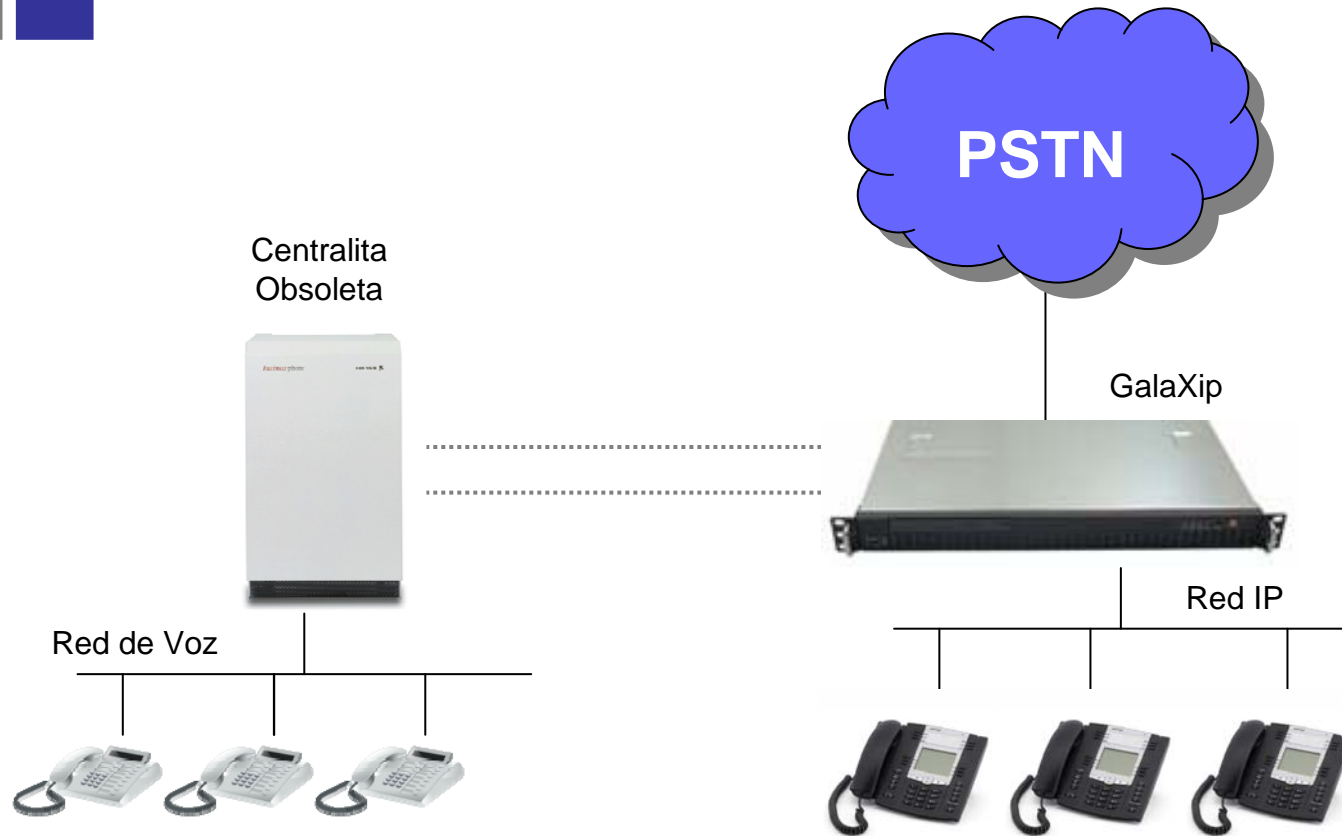 PSTN
Centralita
Obsoleta
GalaXip
Red IP
Red de Voz